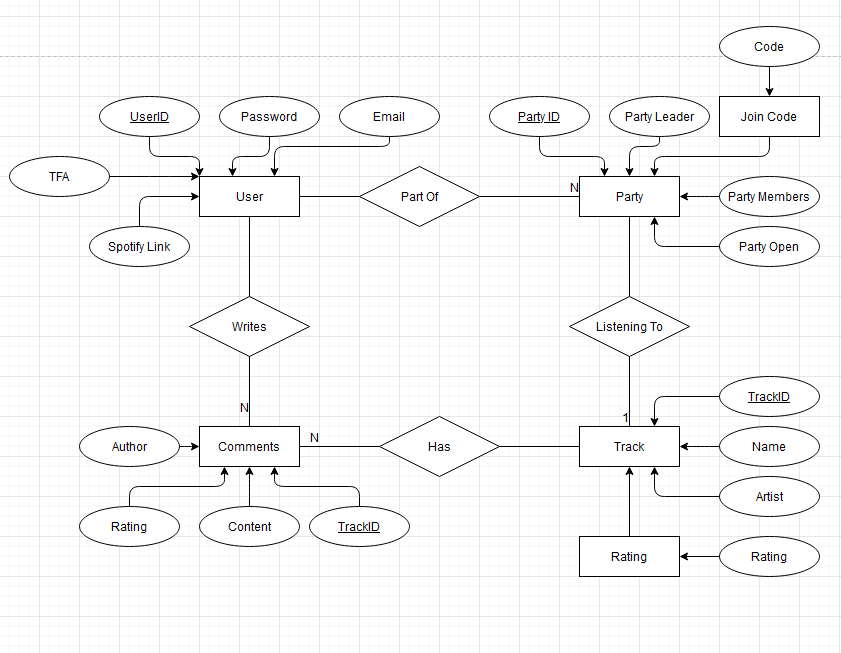 Code
UserID
Password
Email
Party ID
Party Leader
Join Code
TFA
User
Part Of
N
Party
Party Members
Spotify Link
Party Open
Writes
Listening To
TrackID
N
1
Author
Comments
N
Has
Track
Name
Artist
Rating
Content
TrackID
Rating
Rating